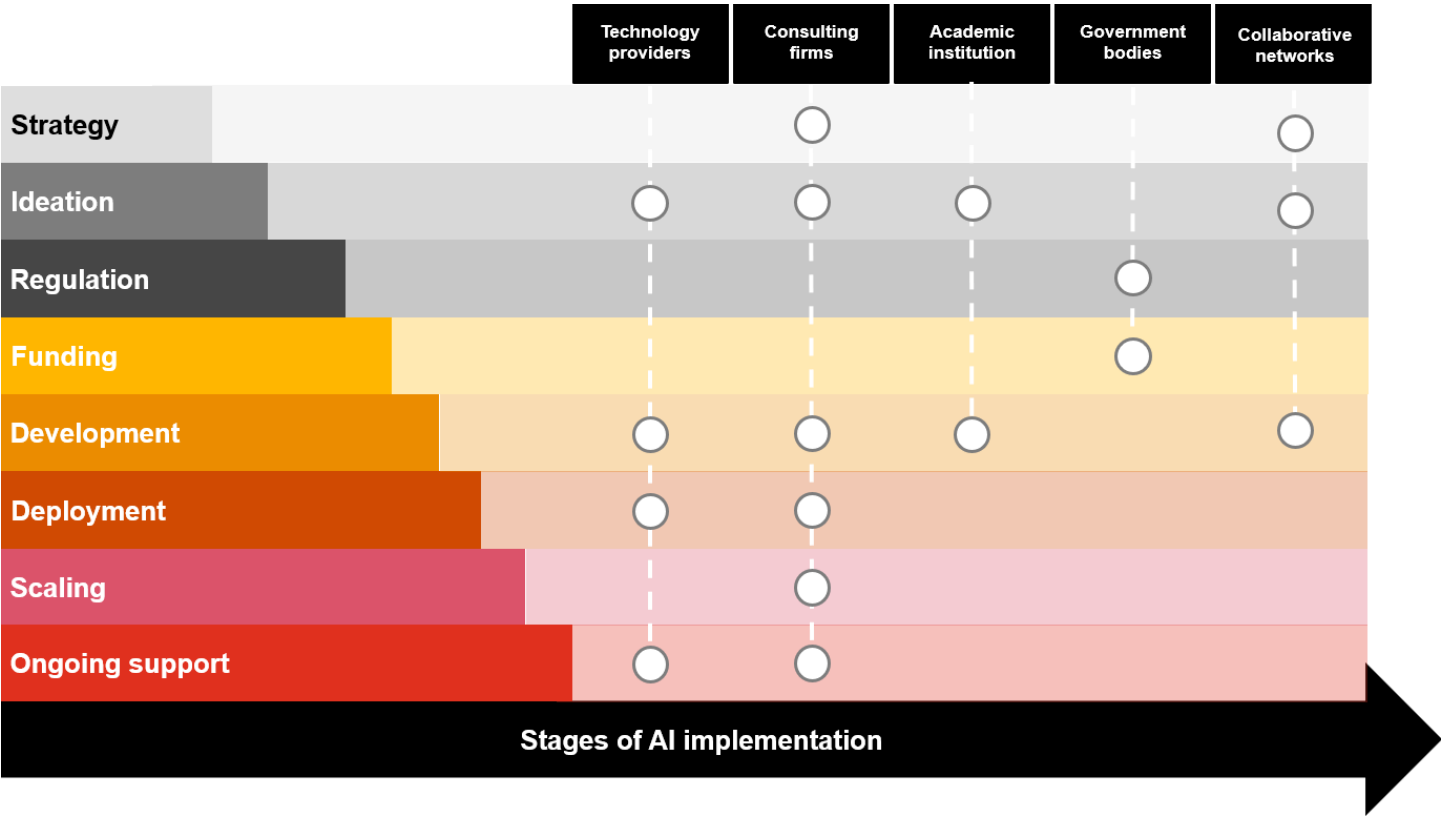 Technology
providers
Consulting
firms
Academic
institution
Government
bodies
Collaborative
networks
Strategy
Ideation
Regulation
Funding
Development
Deployment
Scaling
Ongoing support
Stages of AI implementation